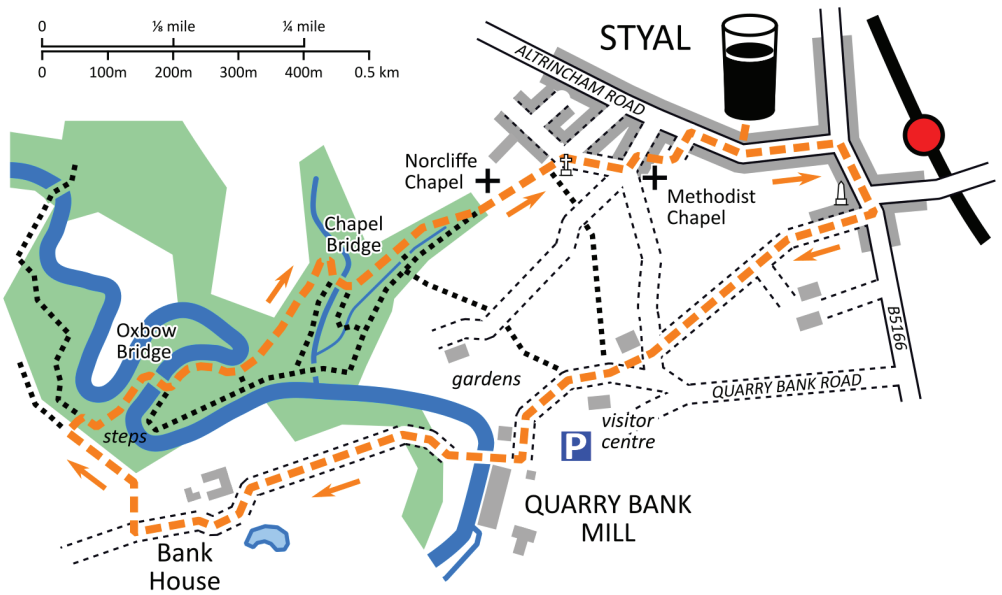 0 ⅛ mile ¼ mile
0 100m 200m 300m 400m 0.5 km
STYAL
ALTRINCHAM ROAD
Norcliffe
Chapel
Methodist
Chapel
Chapel
Bridge
Oxbow
Bridge
B5166
gardens
QUARRY BANK ROAD
visitor
centre
steps
P
QUARRY BANK
MILL
Bank
House